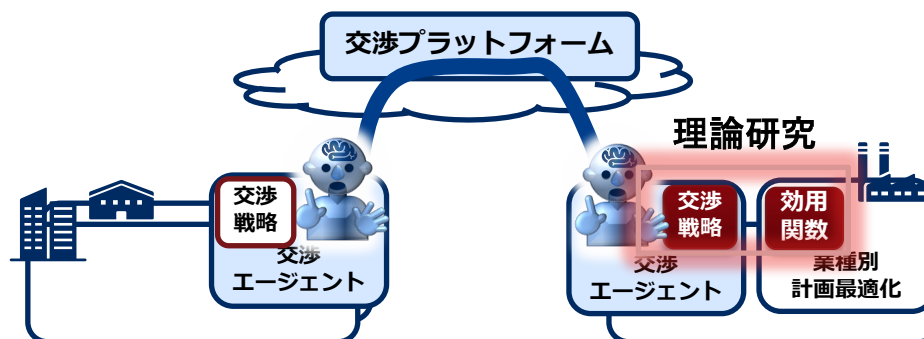 交渉プラットフォーム
理論研究
交渉
戦略
交渉
エージェント
交渉
戦略
効用
関数
交渉
エージェント
業種別
計画最適化